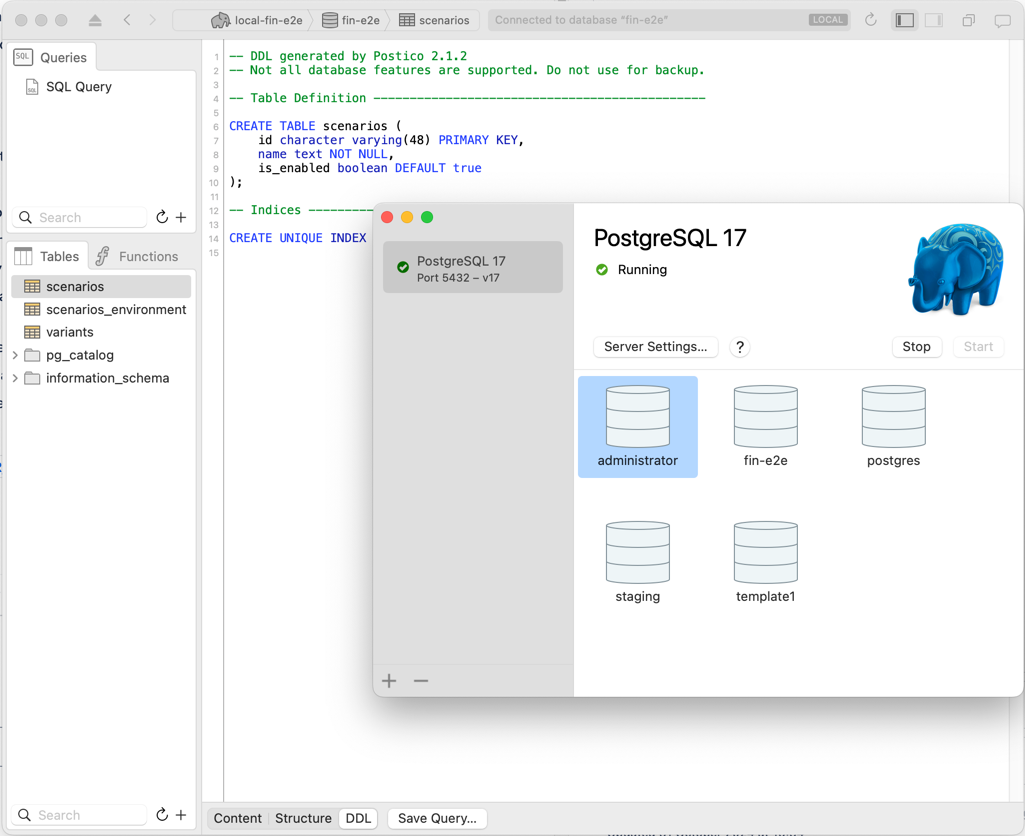 local-fin-e2e
fin-e2e
scenarios
Connected to database "fin-e2e"
LOCAL
SQL
Queries
SQL Query
Search
Tables
Functions
scenarios
scenarios_environment
variants
pg_catalog
information_schema
Search
1 -- DDL generated by Postico 2.1.2
2 -- Not all database features are supported. Do not use for backup.
3
4 -- Table Definition ----------------------------------------------
5
6 CREATE TABLE scenarios (
7     id character varying(48) PRIMARY KEY,
8     name text NOT NULL,
9     is_enabled boolean DEFAULT true
10 );
11
12 -- Indices ---------
13
14 CREATE UNIQUE INDEX
15
PostgreSQL 17
Port 5432 – v17
PostgreSQL 17
Running
Server Settings...
?
Stop
Start
administrator
fin-e2e
postgres
staging
template1
Content
Structure
DDL
Save Query...